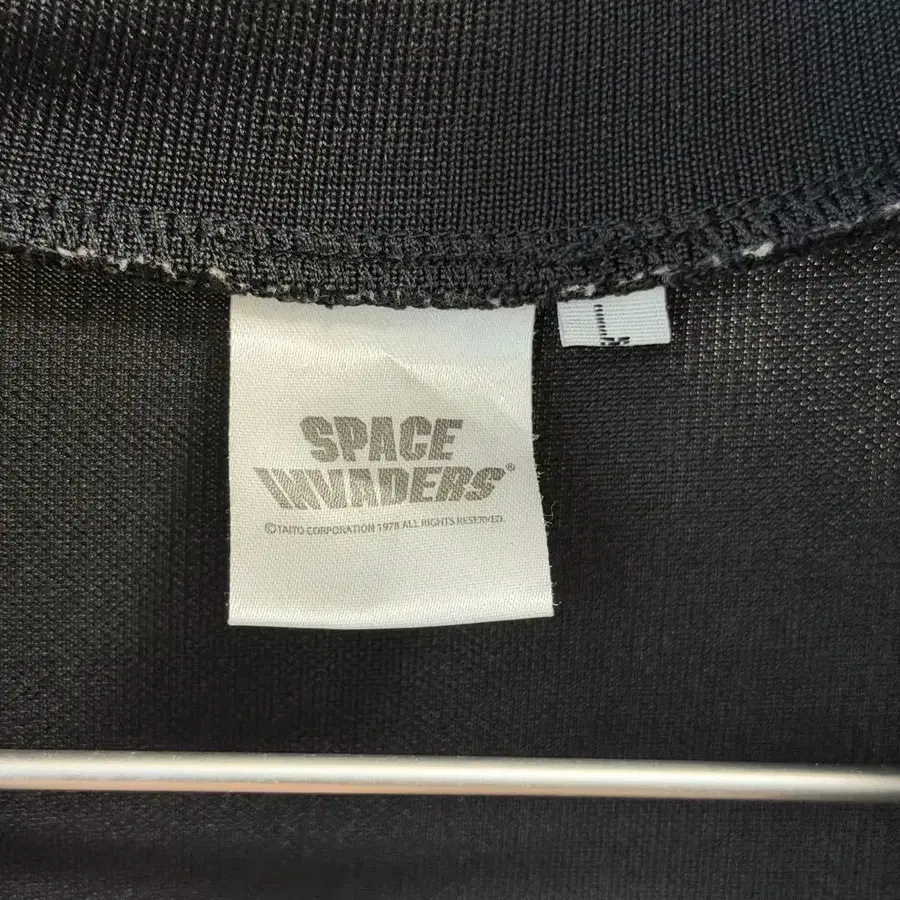 SPACE
INVADERS®
©TAITO CORPORATION 1978 ALL RIGHTS RESERVED.
L